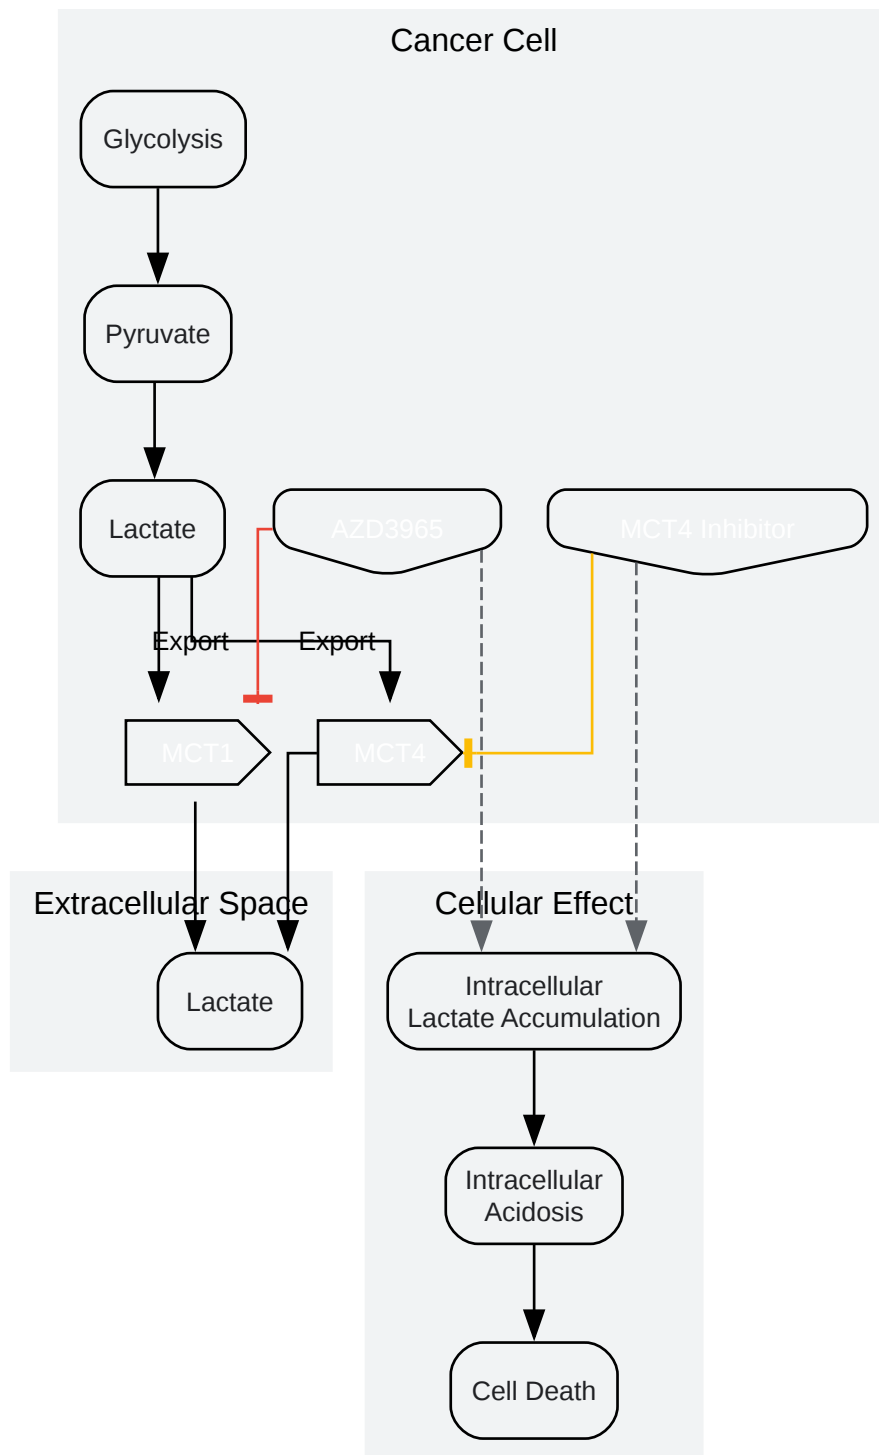 Cancer Cell
Glycolysis
Pyruvate
Lactate
AZD3965
MCT4 Inhibitor
Export
Export
MCT1
MCT4
Extracellular Space
Cellular Effect
Lactate
Intracellular
Lactate Accumulation
Intracellular
Acidosis
Cell Death